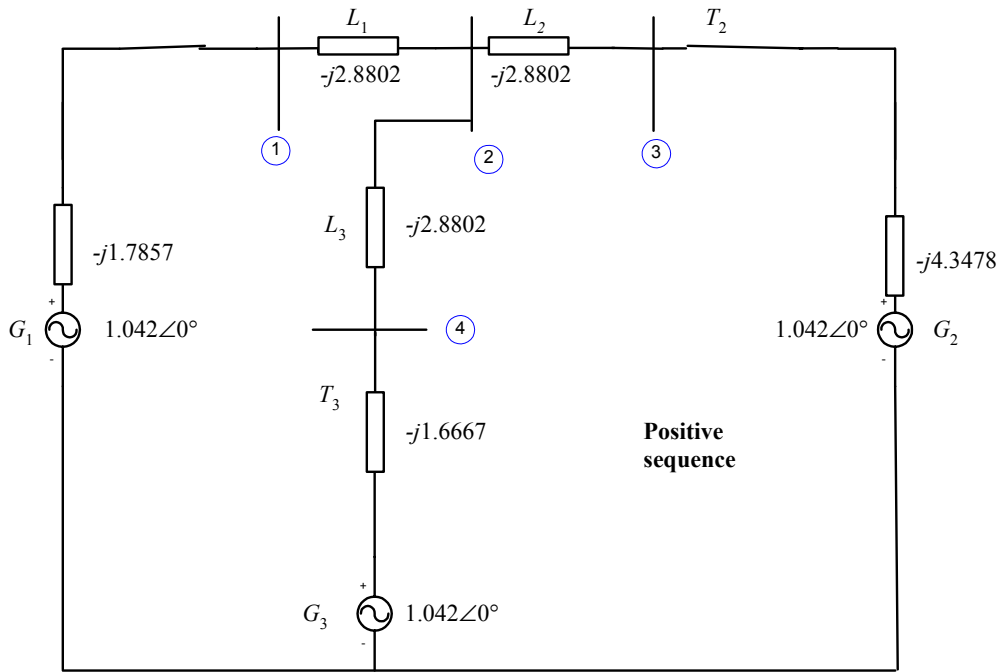 L1
L2
T2
-j2.8802
-j2.8802
1
2
3
L3
-j2.8802
-j1.7857
-j4.3478
+
G1
1.042∠0°
-
4
+
1.042∠0°
G2
-
T3
-j1.6667
Positive
sequence
+
G3
1.042∠0°
-